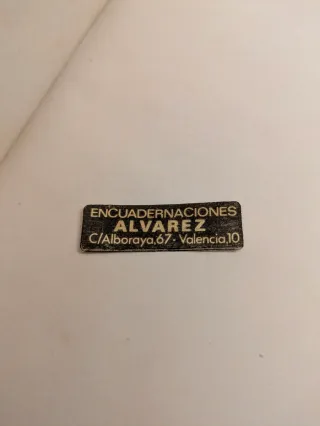 ENCUADERNACIONES
ALVAREZ
C/Alboraya,67-Valencia,10